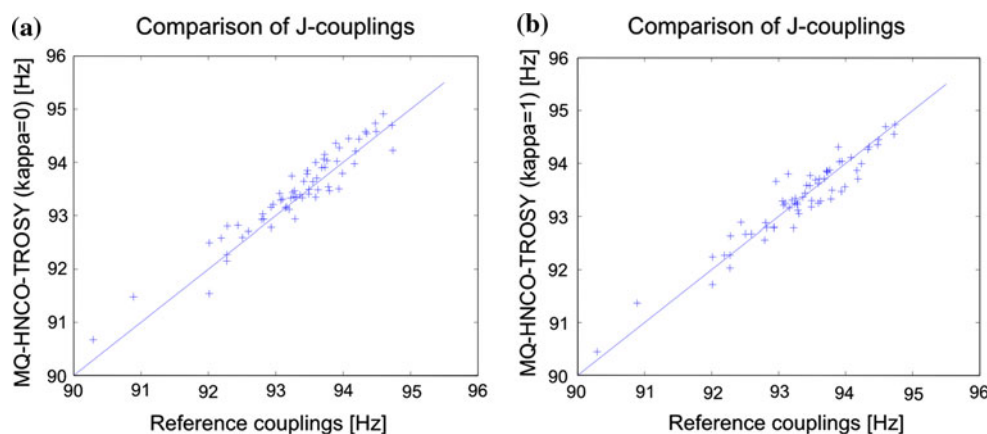 (a)
Comparison of J-couplings
MQ-HNCO-TROSY (kappa=0) [Hz]
96
95
94
93
92
91
90
90 91 92 93 94 95 96
Reference couplings [Hz]
(b)
Comparison of J-couplings
MQ-HNCO-TROSY (kappa=1) [Hz]
96
95
94
93
92
91
90
90 91 92 93 94 95 96
Reference couplings [Hz]